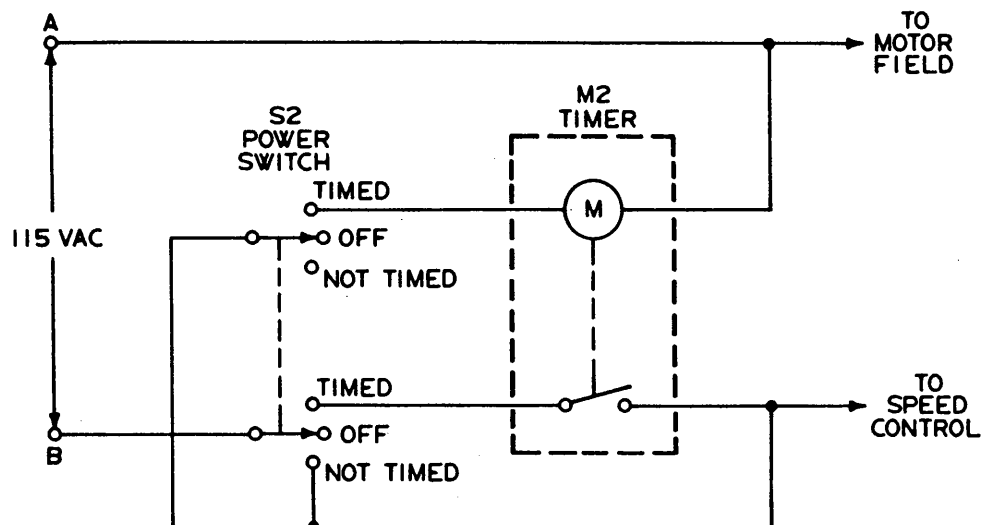 A
TO
MOTOR
FIELD
M2
TIMER
S2
POWER
SWITCH
TIMED
M
115 VAC
OFF
NOT TIMED
TIMED
TO
SPEED
CONTROL
OFF
B
NOT TIMED